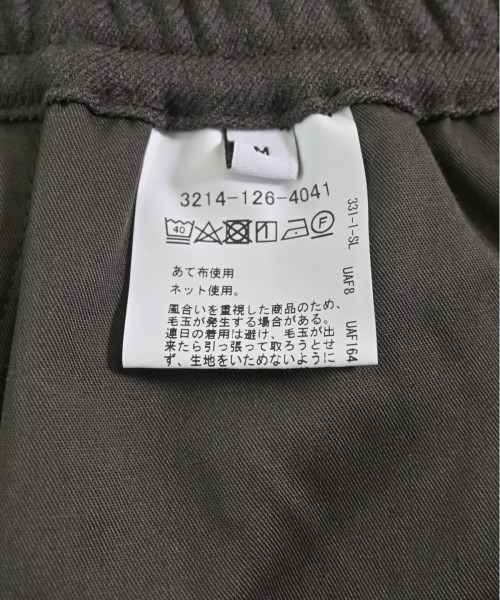 M
3214-126-4041
40 F
あて布使用
ネット使用。
風合いを重視した商品のため、
毛玉が発生する場合がある。
連日の着用は避け、毛玉が出
来たら引っ張って取ろうとせ
ず、生地をいためないように
331-1-SL UAF8 UAF164